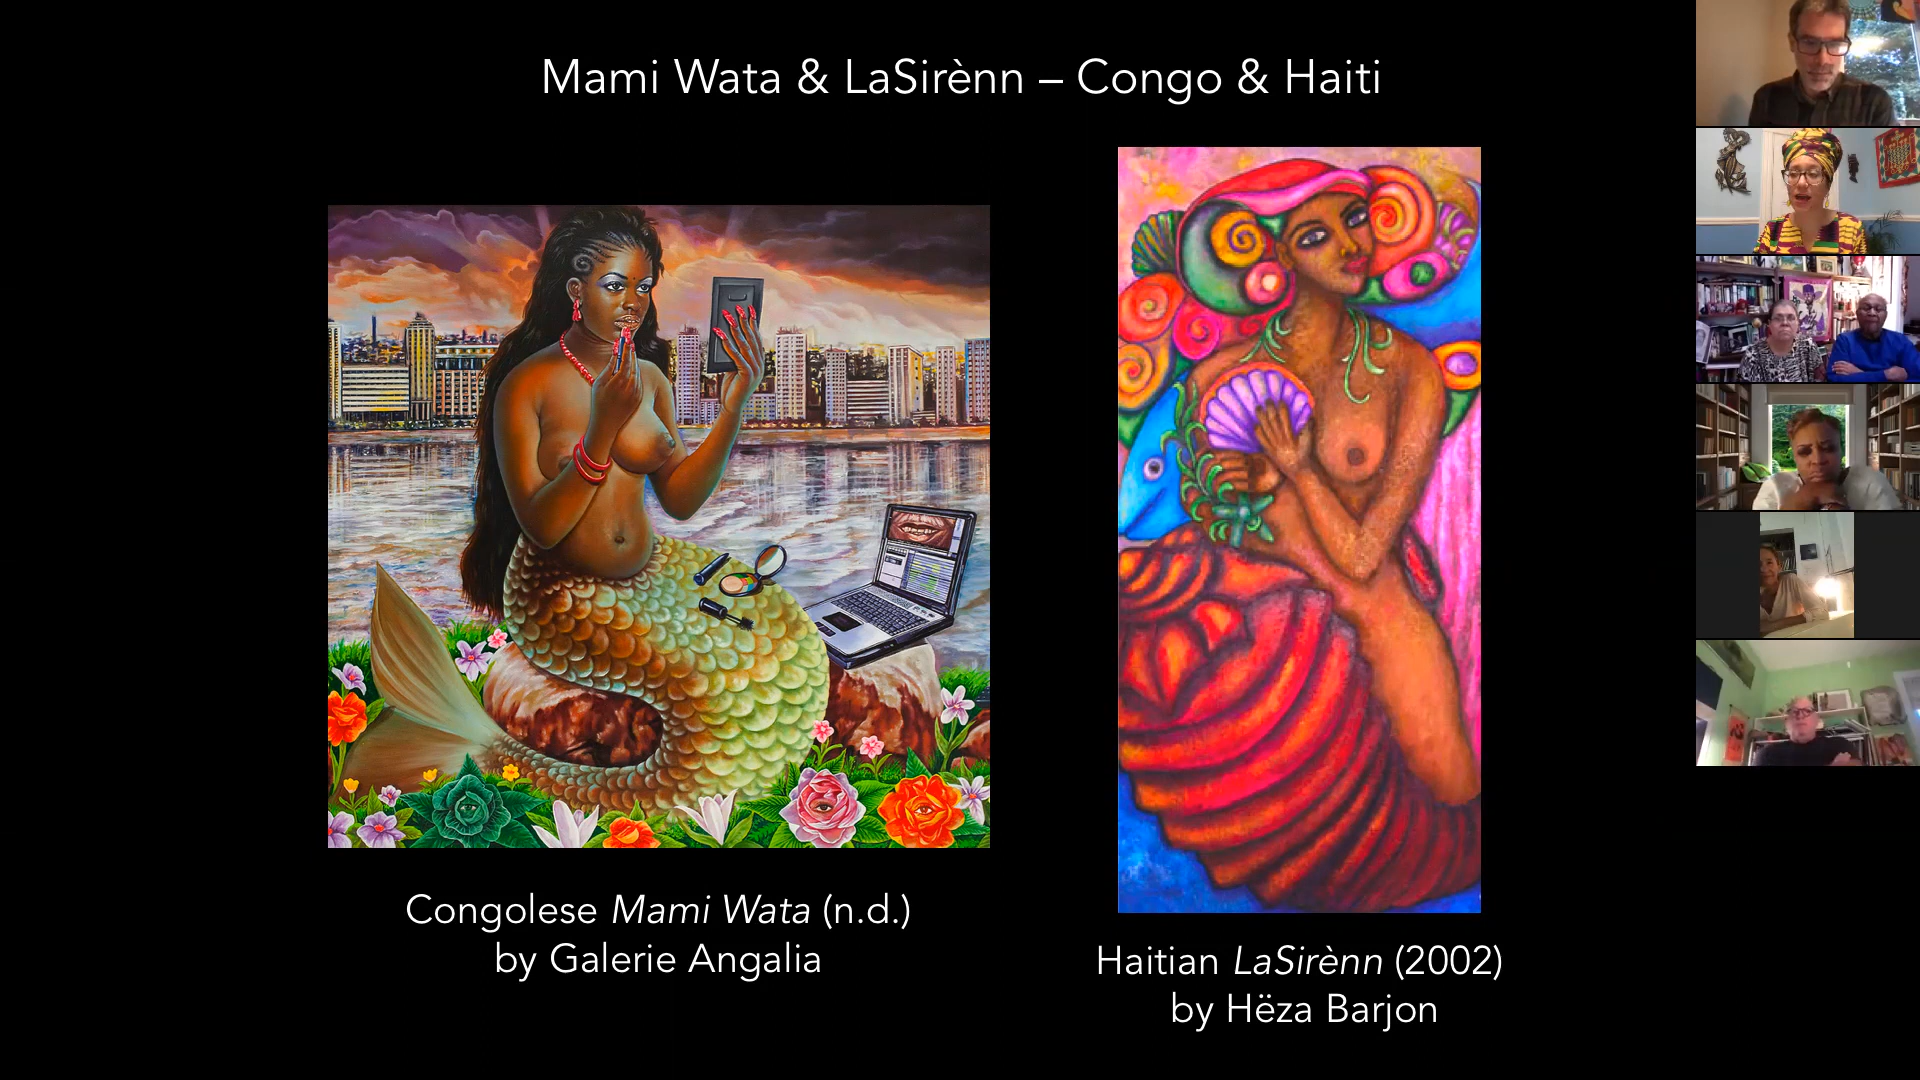 Mami Wata & LaSirènn – Congo & Haiti
Congolese Mami Wata (n.d.)
by Galerie Angalia
Haitian LaSirènn (2002)
by Hëza Barjon